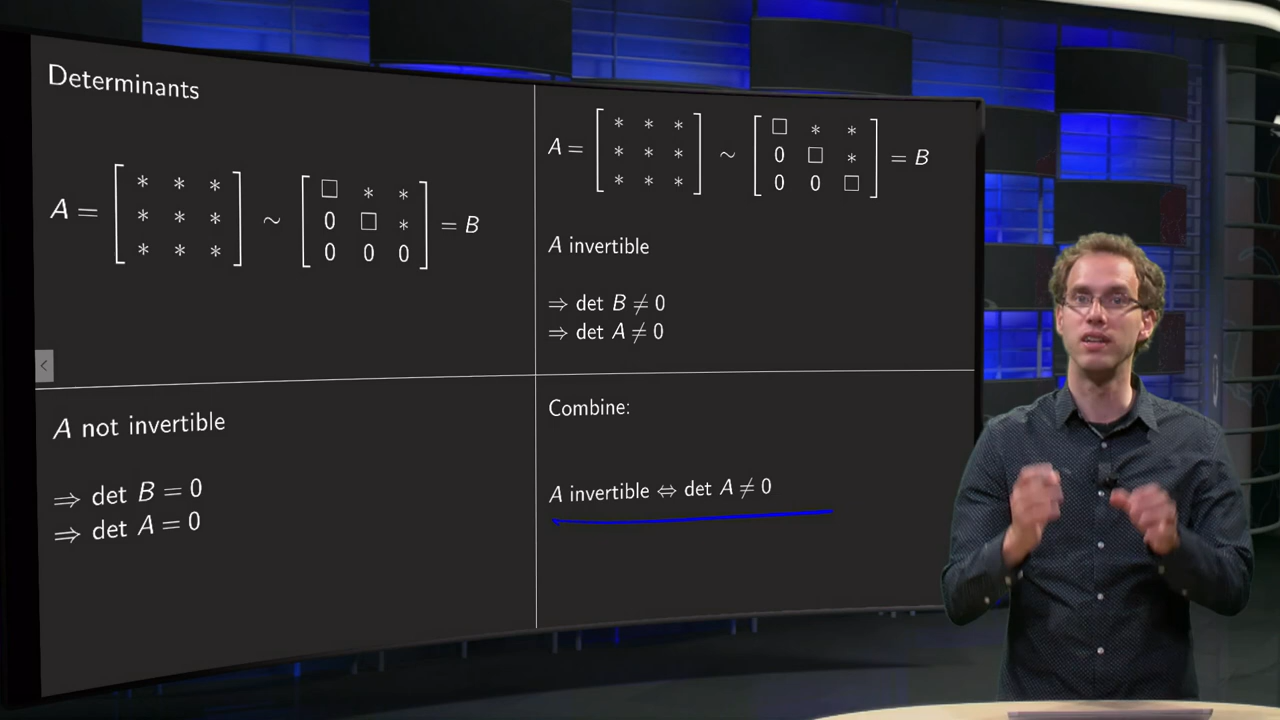 Determinants
A = [ * * * ] ~ [ □ * * ] = B
[ * * * ] [ 0 □ * ]
[ * * * ] [ 0 0 0 ]
A not invertible
⇒ det B = 0
⇒ det A = 0
A = [ * * * ] ~ [ □ * * ] = B
[ * * * ] [ 0 □ * ]
[ * * * ] [ 0 0 □ ]
A invertible
⇒ det B ≠ 0
⇒ det A ≠ 0
Combine:
A invertible ⇔ det A ≠ 0